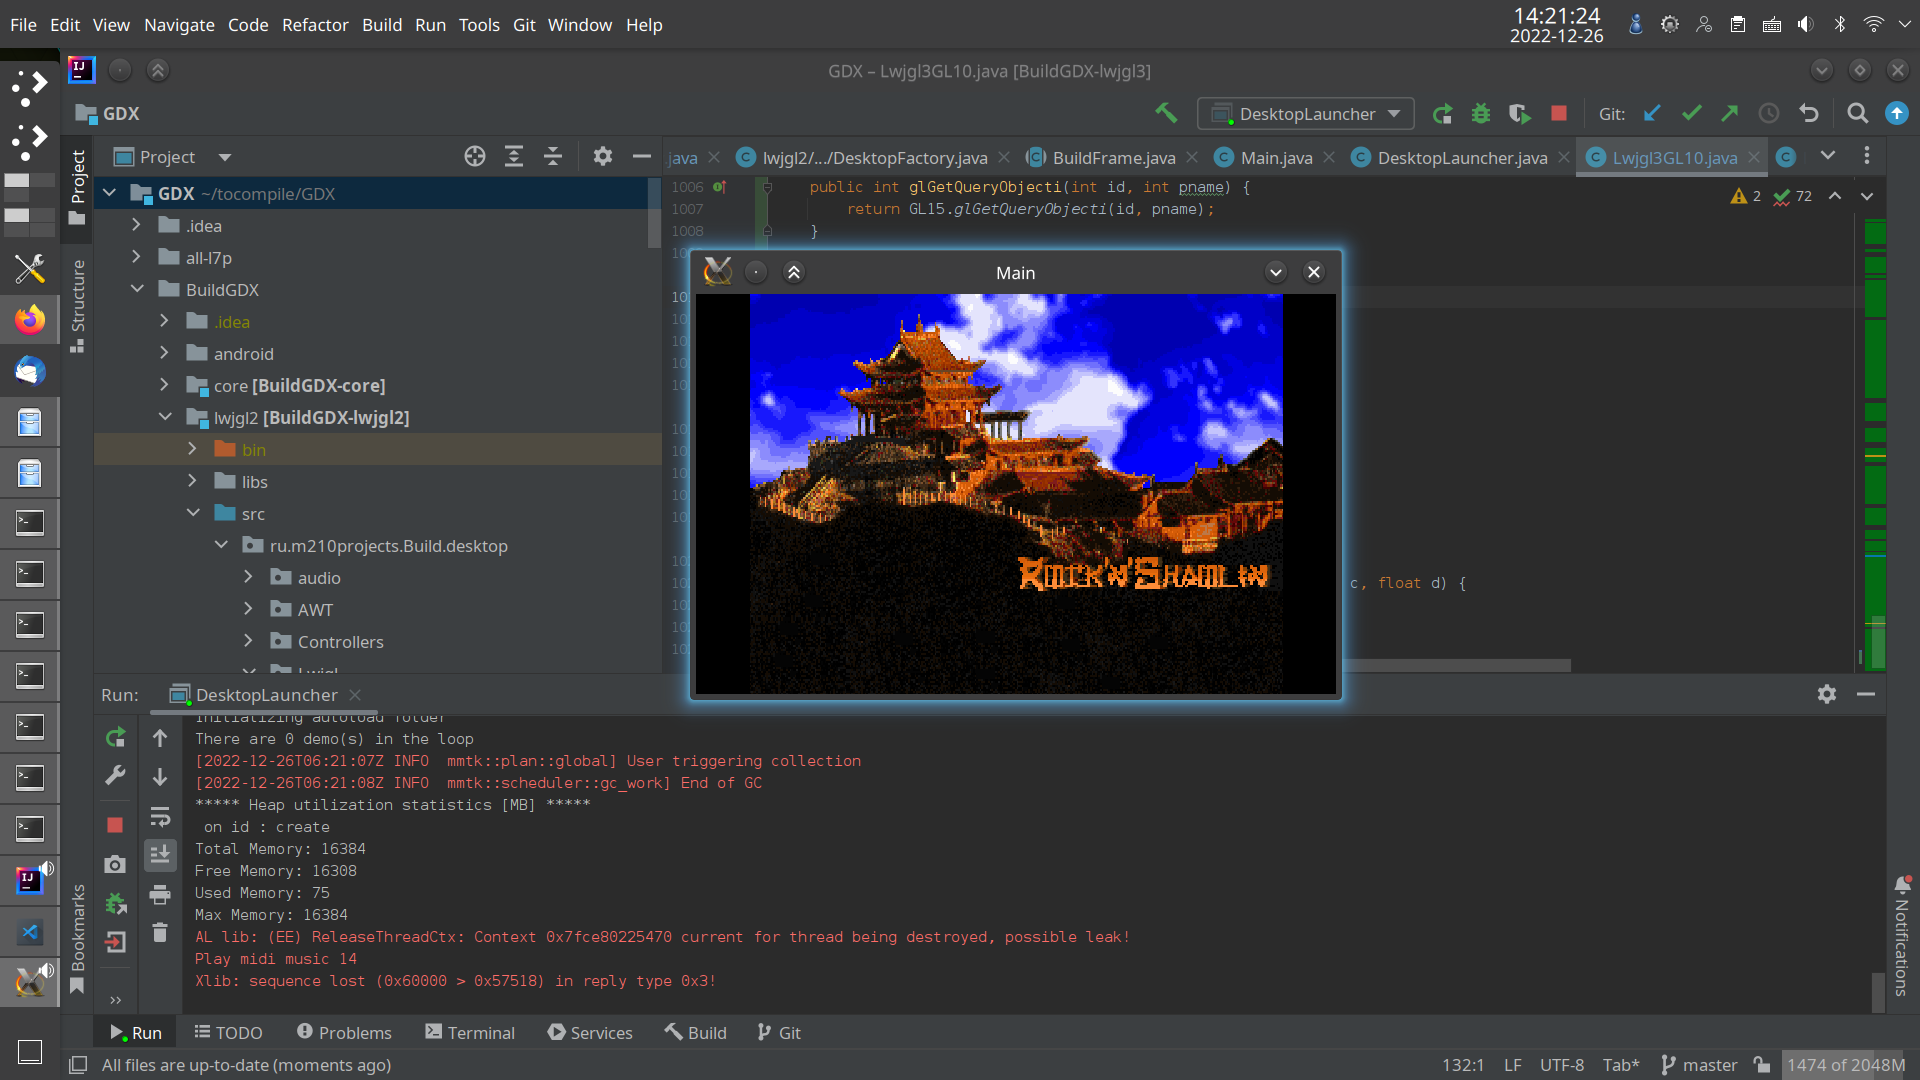 File Edit View Navigate Code Refactor Build Run Tools Git Window Help
14:21:24
2022-12-26
GDX – Lwjgl3GL10.java [BuildGDX-lwjgl3]
GDX
DesktopLauncher
Git:
Project
.java
lwjgl2/.../DesktopFactory.java
BuildFrame.java
Main.java
DesktopLauncher.java
Lwjgl3GL10.java
Project
Structure
Bookmarks
Notifications
GDX ~/tocompile/GDX
.idea
all-l7p
BuildGDX
.idea
android
core [BuildGDX-core]
lwjgl2 [BuildGDX-lwjgl2]
bin
libs
src
ru.m210projects.Build.desktop
audio
AWT
Controllers
Lwjgl
1006 public int glGetQueryObjecti(int id, int pname) {
1007 return GL15.glGetQueryObjecti(id, pname);
1008 }
2 72
c, float d) {
Main
Rock'n'Shaolin
Run: DesktopLauncher
Initializing autoload folder
There are 0 demo(s) in the loop
[2022-12-26T06:21:07Z INFO  mmtk::plan::global] User triggering collection
[2022-12-26T06:21:08Z INFO  mmtk::scheduler::gc_work] End of GC
***** Heap utilization statistics [MB] *****
on id : create
Total Memory: 16384
Free Memory: 16308
Used Memory: 75
Max Memory: 16384
AL lib: (EE) ReleaseThreadCtx: Context 0x7fce80225470 current for thread being destroyed, possible leak!
Play midi music 14
Xlib: sequence lost (0x60000 > 0x57518) in reply type 0x3!
Run TODO Problems Terminal Services Build Git
All files are up-to-date (moments ago)
132:1 LF UTF-8 Tab* master 1474 of 2048M